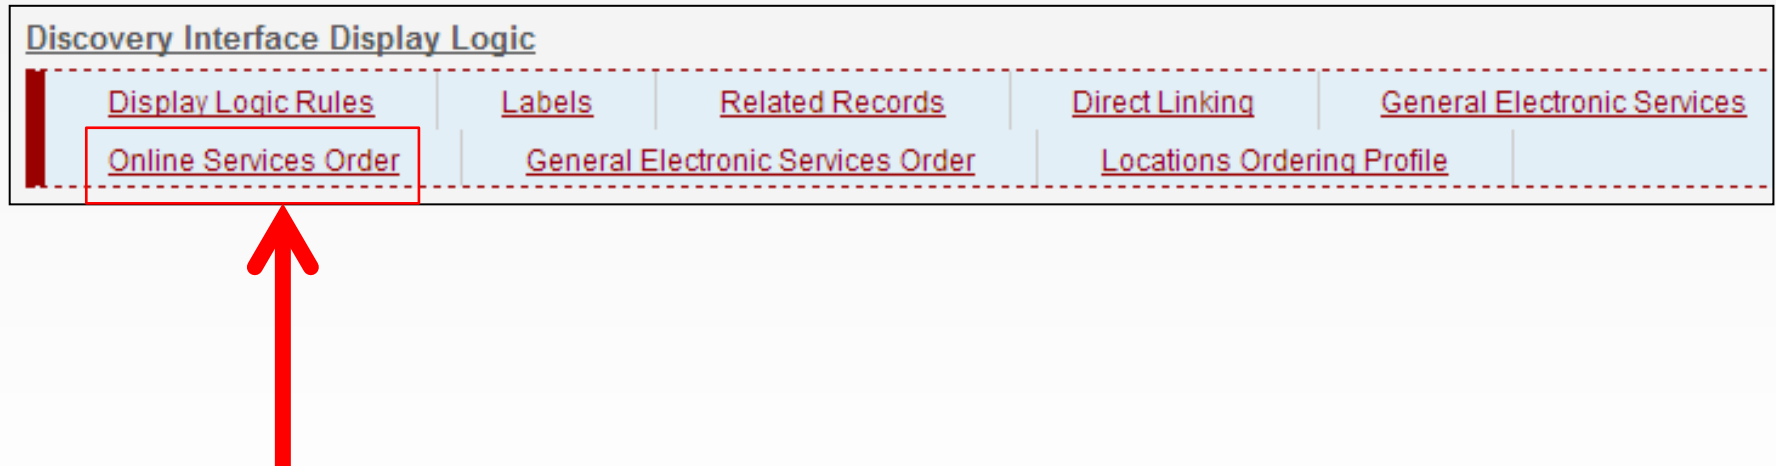 Discovery Interface Display Logic
Display Logic Rules Labels Related Records Direct Linking General Electronic Services
Online Services Order General Electronic Services Order Locations Ordering Profile